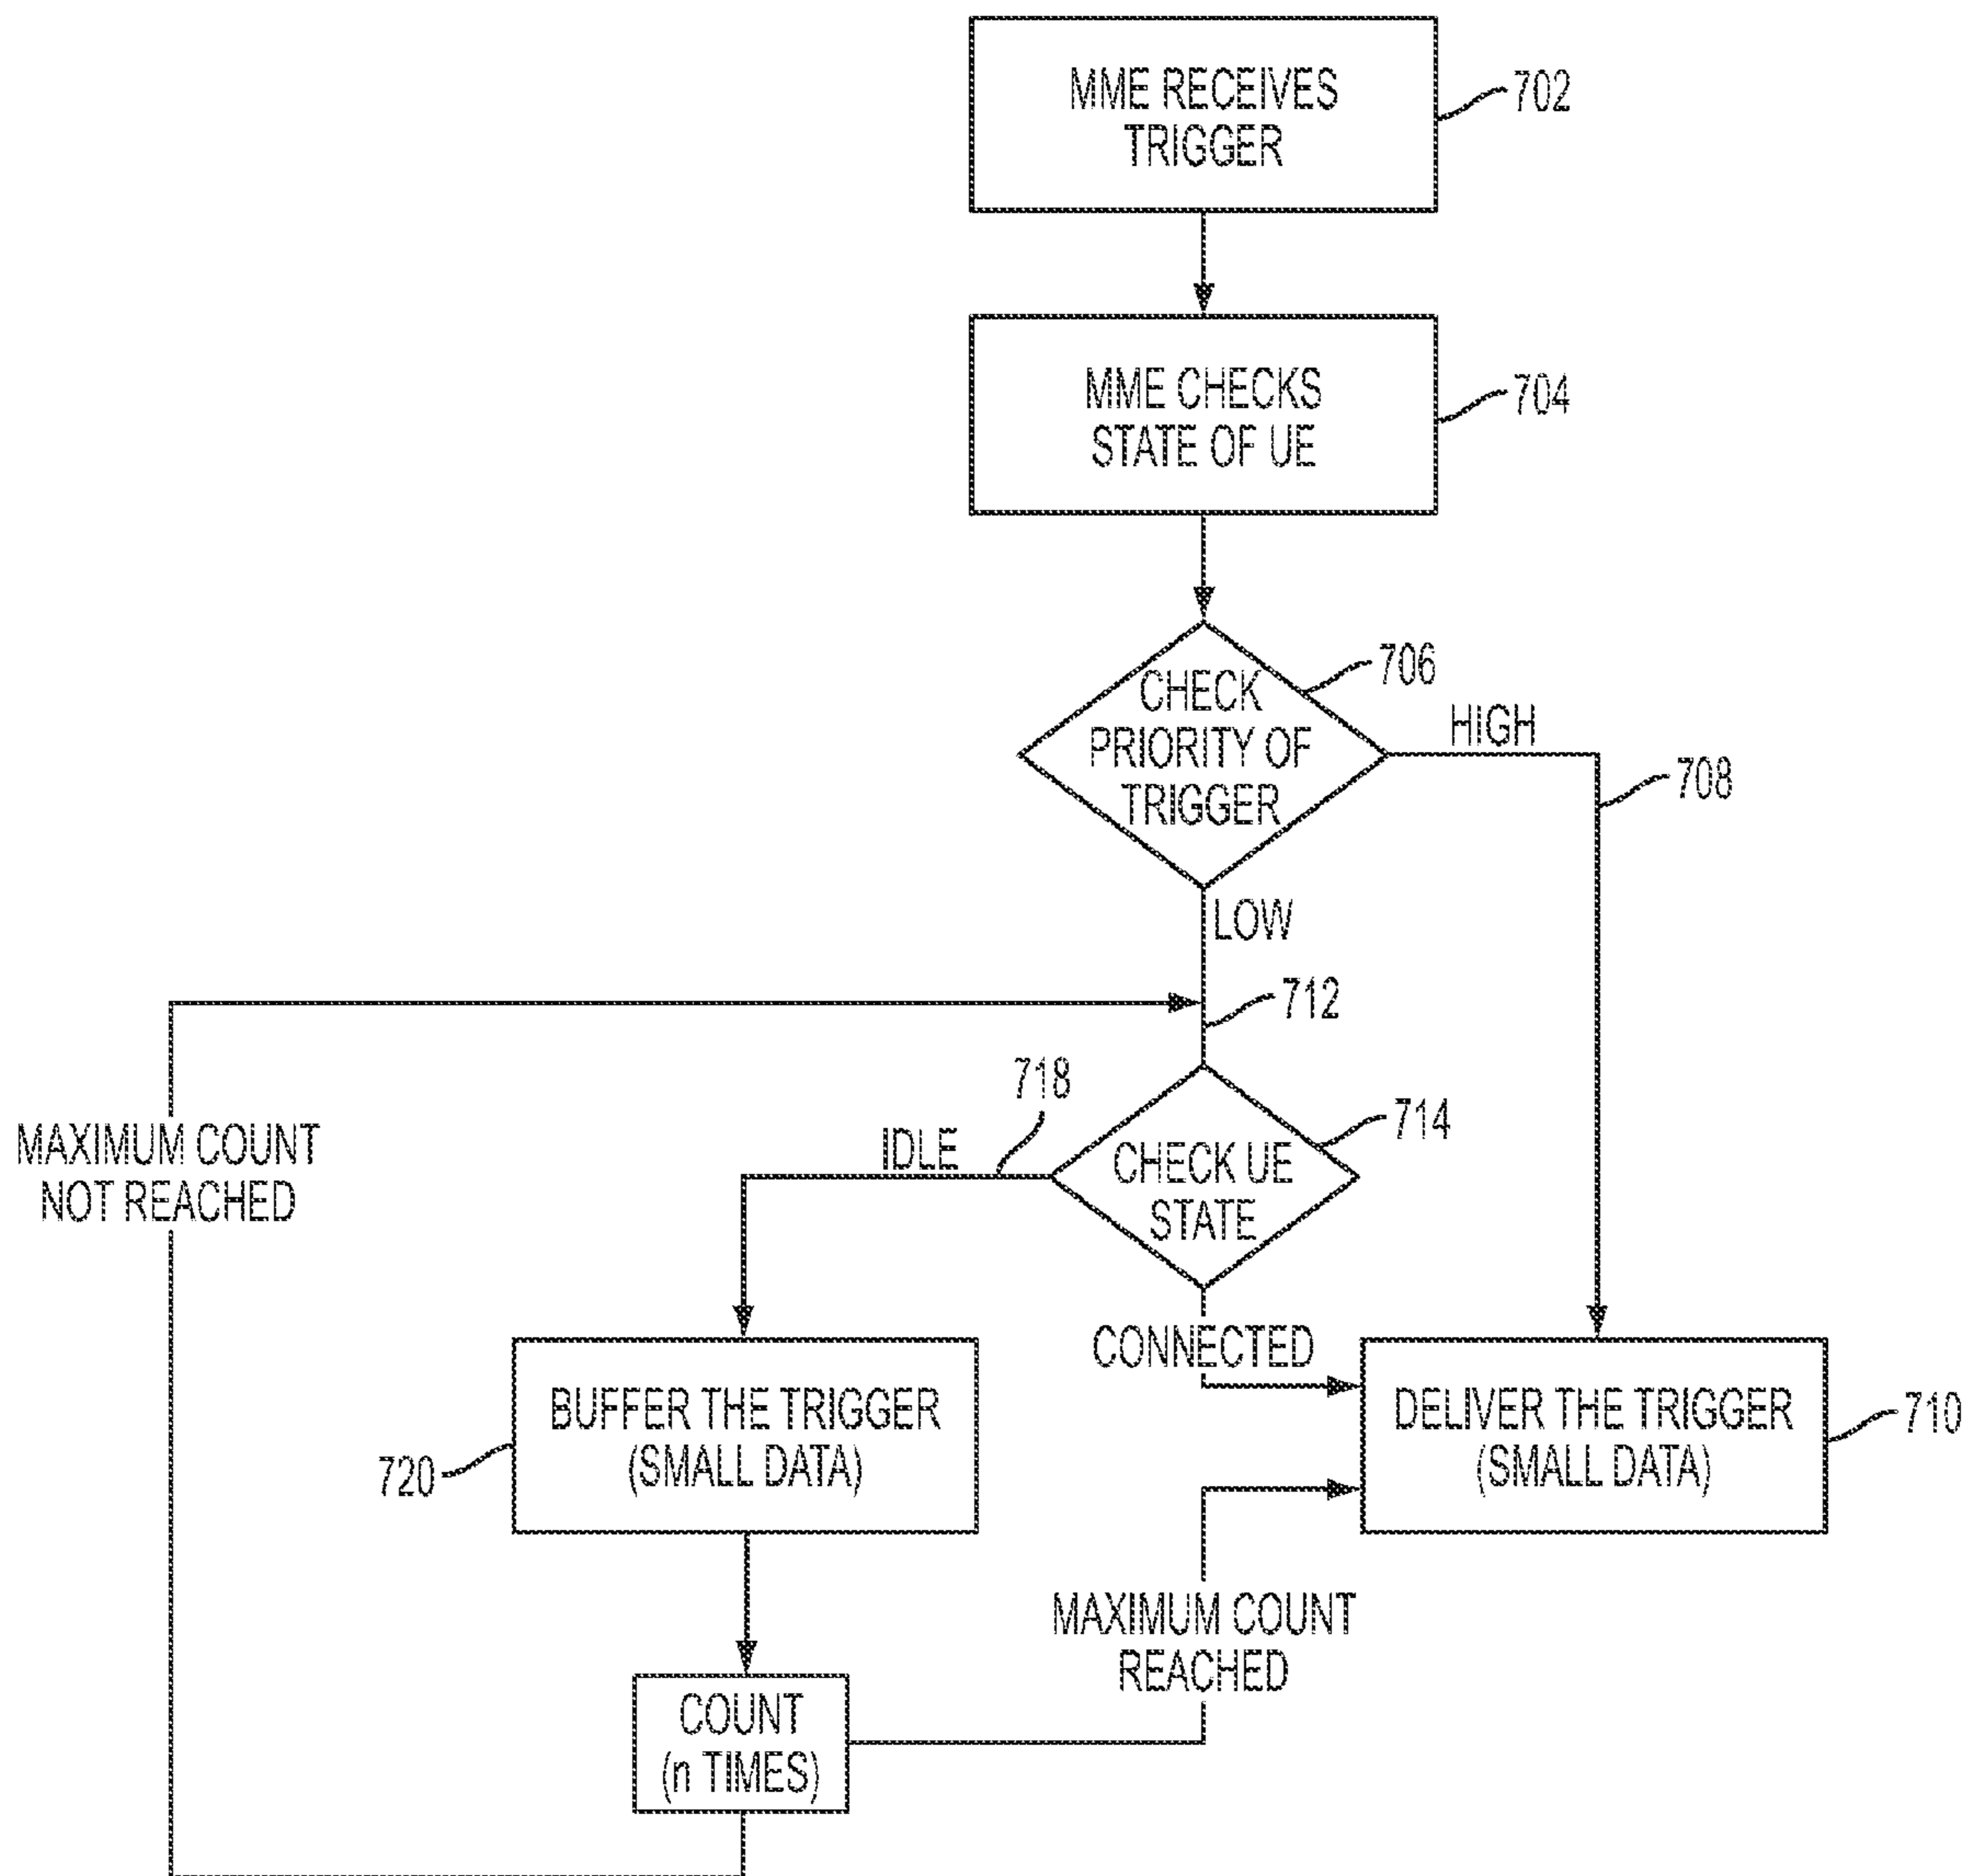 MME RECEIVES
TRIGGER
702
MME CHECKS
STATE OF UE
704
CHECK
PRIORITY OF
TRIGGER
706
HIGH
708
LOW
712
MAXIMUM COUNT
NOT REACHED
718
IDLE
CHECK UE
STATE
714
CONNECTED
BUFFER THE TRIGGER
(SMALL DATA)
720
DELIVER THE TRIGGER
(SMALL DATA)
710
MAXIMUM COUNT
REACHED
COUNT
(n TIMES)